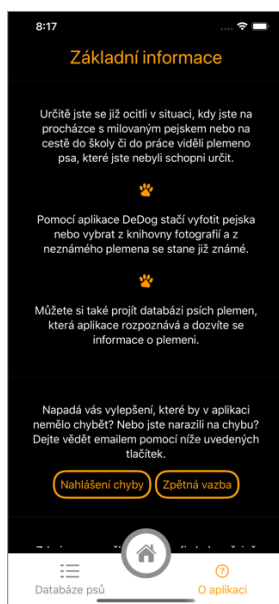 8:17
Základní informace
Určitě jste se již ocitli v situaci, kdy jste na
procházce s milovaným pejskem nebo na
cestě do školy či do práce viděli plemeno
psa, které jste nebyli schopni určit.
Pomocí aplikace DeDog stačí vyfotit pejska
nebo vybrat z knihovny fotografií a z
neznámého plemena se stane již známé.
Můžete si také projít databázi psích plemen,
která aplikace rozpoznává a dozvíte se
informace o plemeni.
Napadá vás vylepšení, které by v aplikaci
nemělo chybět? Nebo jste narazili na chybu?
Dejte vědět emailem pomocí níže uvedených
tlačítek.
Nahlášení chyby Zpětná vazba
Databáze psů O aplikaci